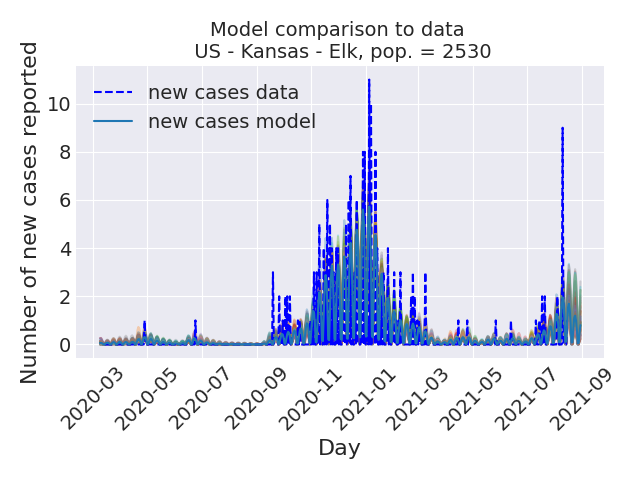 Model comparison to data
US - Kansas - Elk, pop. = 2530
Number of new cases reported
10
8
6
4
2
0
new cases data
new cases model
2020-03
2020-05
2020-07
2020-09
2020-11
2021-01
2021-03
2021-05
2021-07
2021-09
Day